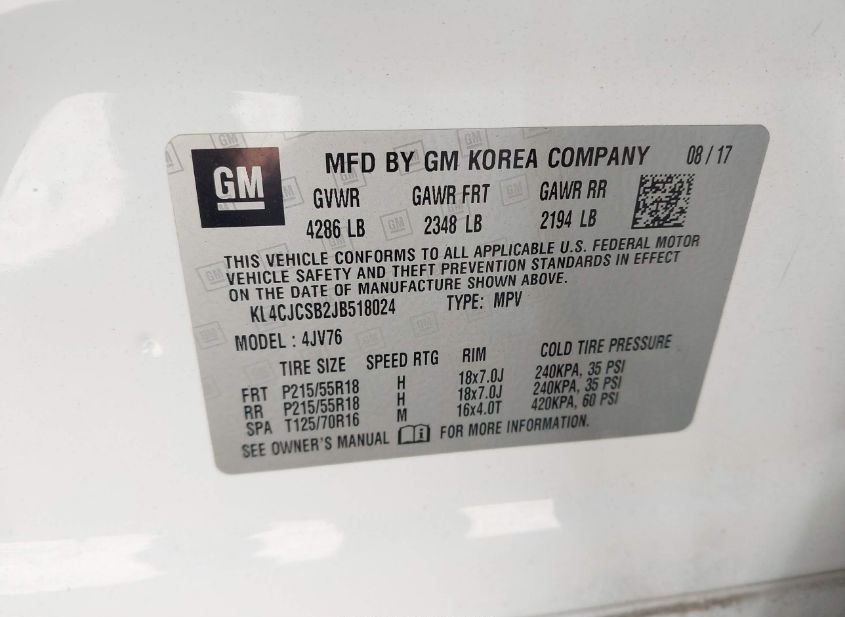 GM
MFD BY GM KOREA COMPANY 08 / 17
GVWR GAWR FRT GAWR RR
4286 LB 2348 LB 2194 LB
THIS VEHICLE CONFORMS TO ALL APPLICABLE U.S. FEDERAL MOTOR
VEHICLE SAFETY AND THEFT PREVENTION STANDARDS IN EFFECT
ON THE DATE OF MANUFACTURE SHOWN ABOVE.
KL4CJCSB2JB518024 TYPE: MPV
MODEL : 4JV76
TIRE SIZE SPEED RTG RIM COLD TIRE PRESSURE
FRT P215/55R18 H 18x7.0J 240KPA, 35 PSI
RR P215/55R18 H 18x7.0J 240KPA, 35 PSI
SPA T125/70R16 M 16x4.0T 420KPA, 60 PSI
SEE OWNER'S MANUAL FOR MORE INFORMATION.